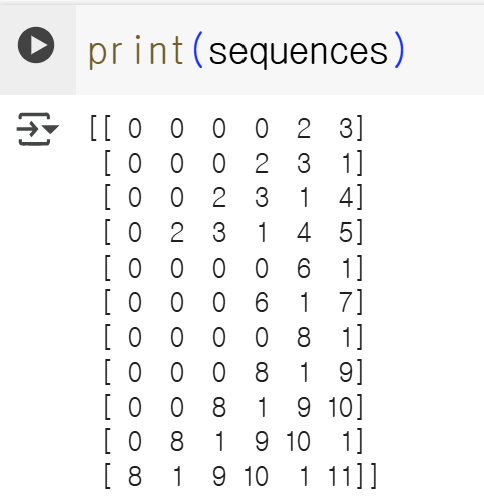 print(sequences)
[[ 0 0 0 0 2 3]
[ 0 0 0 2 3 1]
[ 0 0 2 3 1 4]
[ 0 2 3 1 4 5]
[ 0 0 0 0 6 1]
[ 0 0 0 6 1 7]
[ 0 0 0 0 8 1]
[ 0 0 0 8 1 9]
[ 0 0 8 1 9 10]
[ 0 8 1 9 10 1]
[ 8 1 9 10 1 11]]